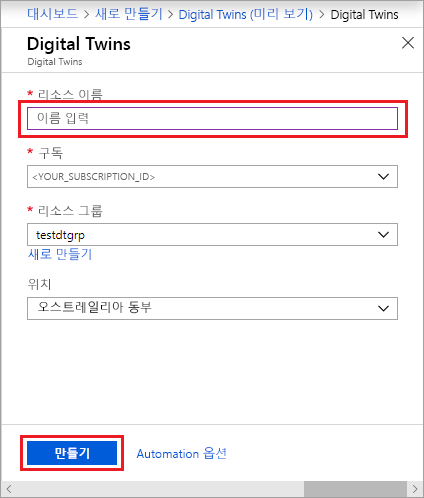 대시보드 > 새로 만들기 > Digital Twins (미리 보기) > Digital Twins
Digital Twins
Digital Twins
* 리소스 이름
이름 입력
* 구독
<YOUR_SUBSCRIPTION_ID>
* 리소스 그룹
testdtgrp
새로 만들기
위치
오스트레일리아 동부
만들기 Automation 옵션